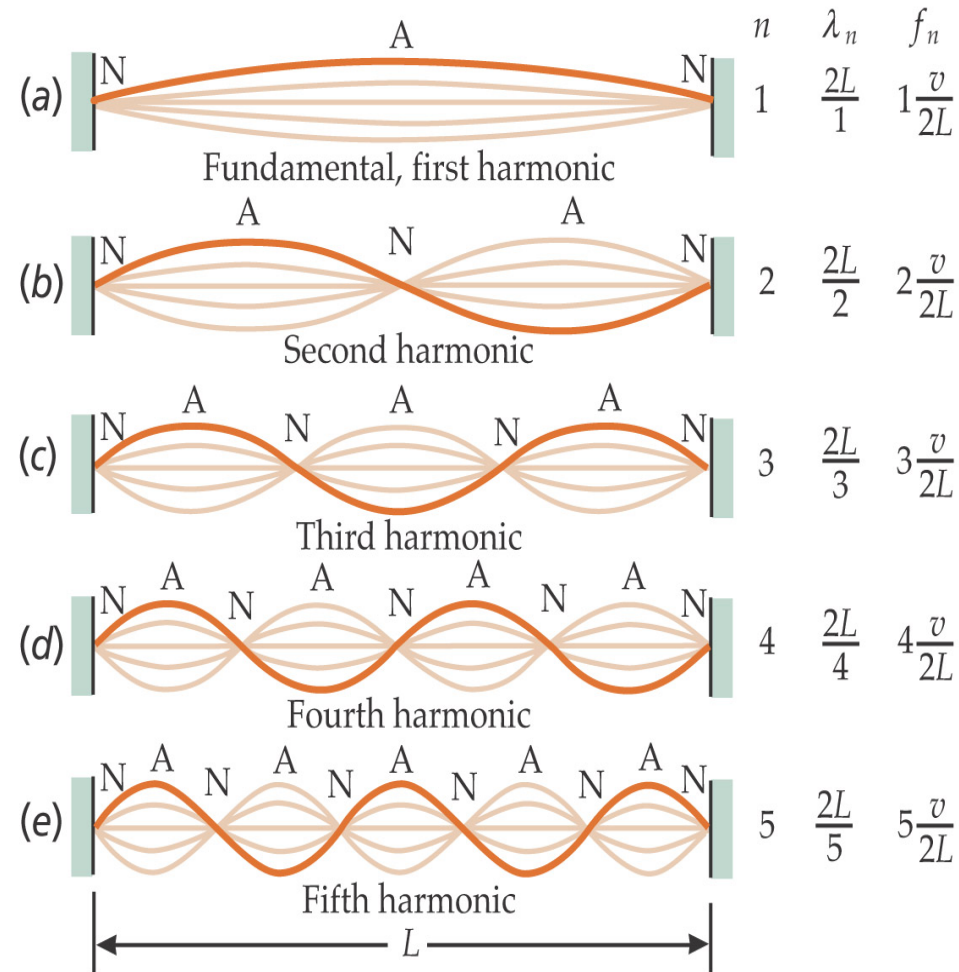 n λn fn
A
N N
(a) 1 2L/1 1 v/2L
Fundamental, first harmonic
A A
N N N
(b) 2 2L/2 2 v/2L
Second harmonic
A A A
N N N N
(c) 3 2L/3 3 v/2L
Third harmonic
A A A A
N N N N N
(d) 4 2L/4 4 v/2L
Fourth harmonic
A A A A A
N N N N N N
(e) 5 2L/5 5 v/2L
Fifth harmonic
L